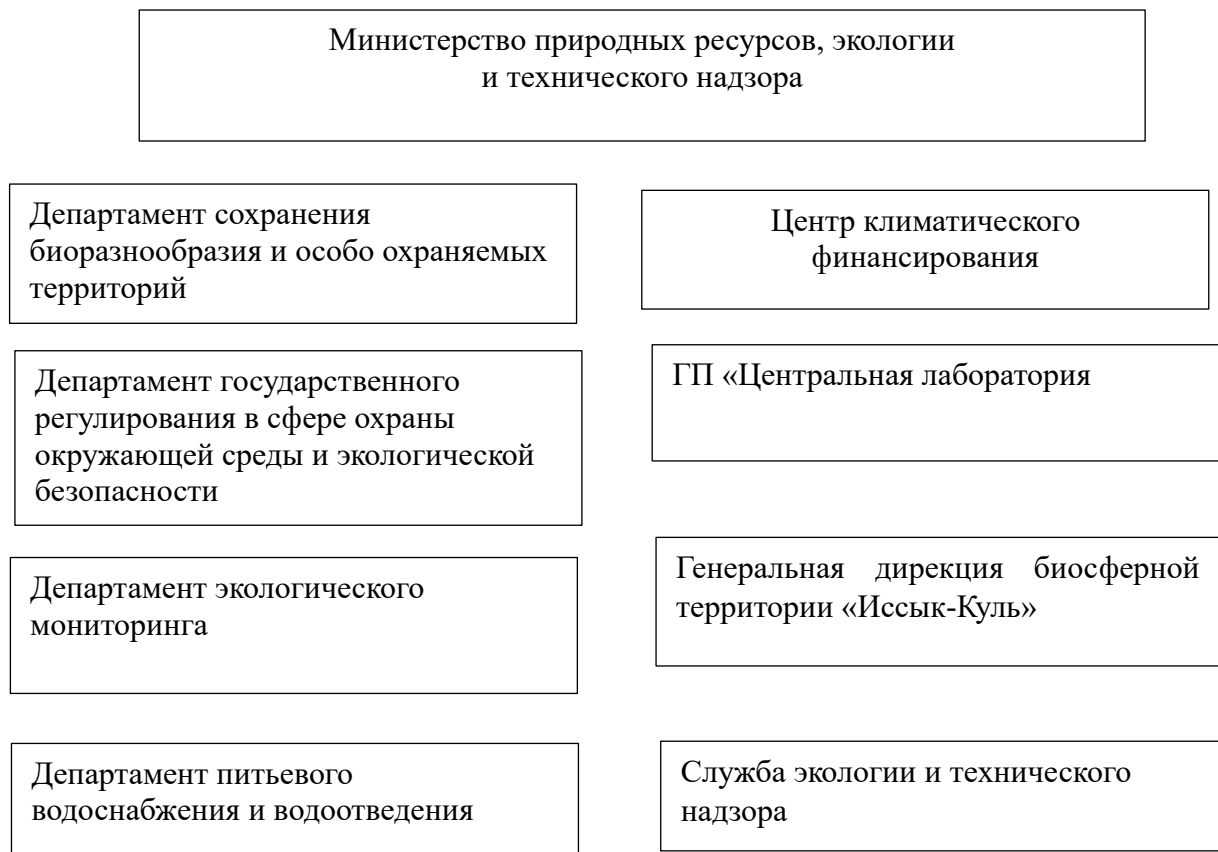 Министерство природных ресурсов, экологии
и технического надзора
Департамент сохранения
биоразнообразия и особо охраняемых
территорий
Центр климатического
финансирования
Департамент государственного
регулирования в сфере охраны
окружающей среды и экологической
безопасности
ГП «Центральная лаборатория
Департамент экологического
мониторинга
Генеральная дирекция биосферной
территории «Иссык-Куль»
Департамент питьевого
водоснабжения и водоотведения
Служба экологии и технического
надзора